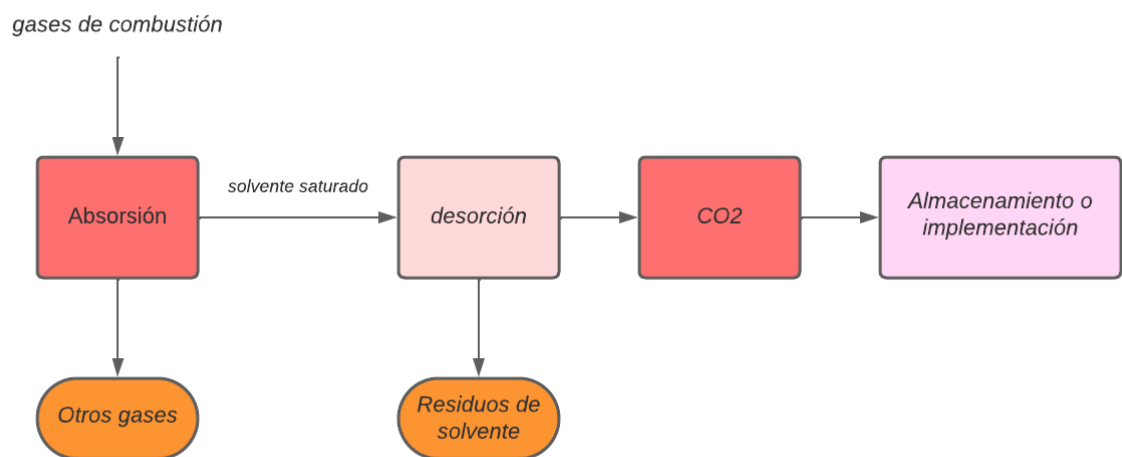 gases de combustión
Absorsión
solvente saturado
desorción
CO2
Almacenamiento o
implementación
Otros gases
Residuos de
solvente